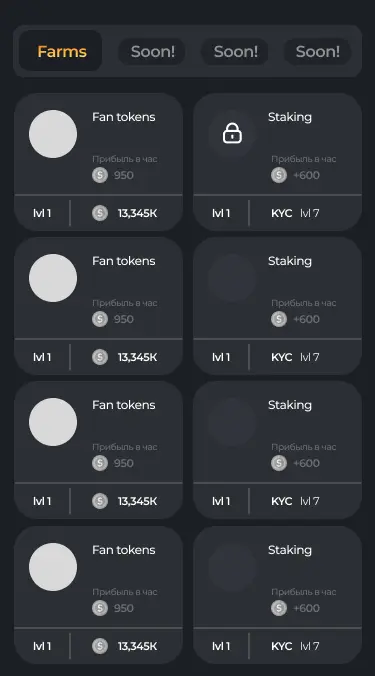 Farms Soon! Soon! Soon!
Fan tokens
Прибыль в час
S 950
lvl 1 S 13,345K
Staking
Прибыль в час
S +600
lvl 1 KYC lvl 7
Fan tokens
Прибыль в час
S 950
lvl 1 S 13,345K
Staking
Прибыль в час
S +600
lvl 1 KYC lvl 7
Fan tokens
Прибыль в час
S 950
lvl 1 S 13,345K
Staking
Прибыль в час
S +600
lvl 1 KYC lvl 7
Fan tokens
Прибыль в час
S 950
lvl 1 S 13,345K
Staking
Прибыль в час
S +600
lvl 1 KYC lvl 7